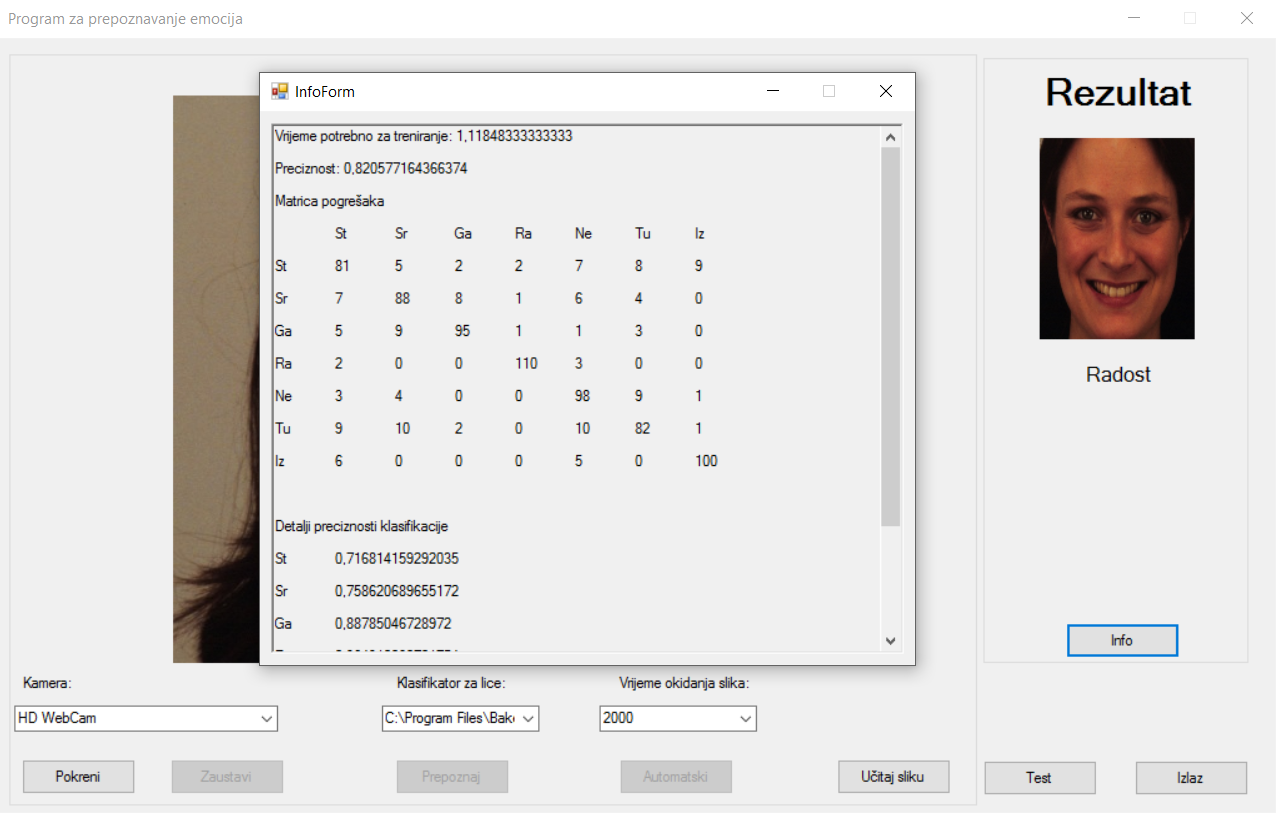 Program za prepoznavanje emocija
InfoForm
Vrijeme potrebno za treniranje: 1,11848333333333
Preciznost: 0,820577164366374
Matrica pogrešaka
St Sr Ga Ra Ne Tu Iz
St 81 5 2 2 7 8 9
Sr 7 88 8 1 6 4 0
Ga 5 9 95 1 1 3 0
Ra 2 0 0 110 3 0 0
Ne 3 4 0 0 98 9 1
Tu 9 10 2 0 10 82 1
Iz 6 0 0 0 5 0 100
Detalji preciznosti klasifikacije
St 0,716814159292035
Sr 0,758620689655172
Ga 0,88785046728972
Rezultat
Radost
Info
Kamera:
Klasifikator za lice:
Vrijeme okidanja slika:
HD WebCam
C:\Program Files\Bak
2000
Pokreni
Zaustavi
Prepoznaj
Automatski
Učitaj sliku
Test
Izlaz